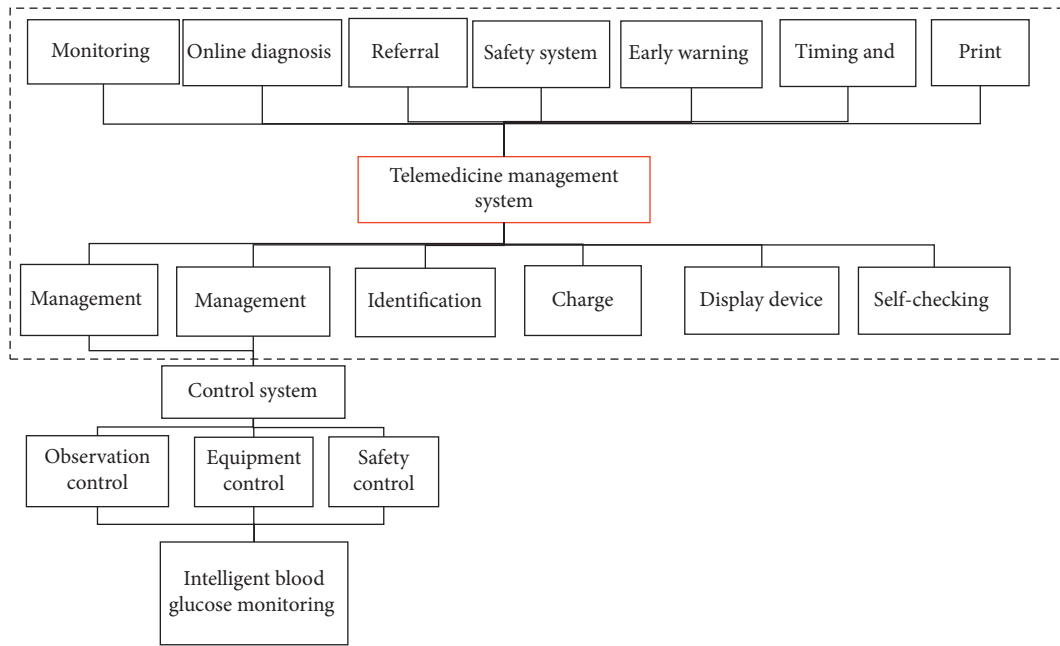 Monitoring
Online diagnosis
Referral
Safety system
Early warning
Timing and
Print
Telemedicine management
system
Management
Management
Identification
Charge
Display device
Self-checking
Control system
Observation
control
Equipment
control
Safety
control
Intelligent blood
glucose monitoring